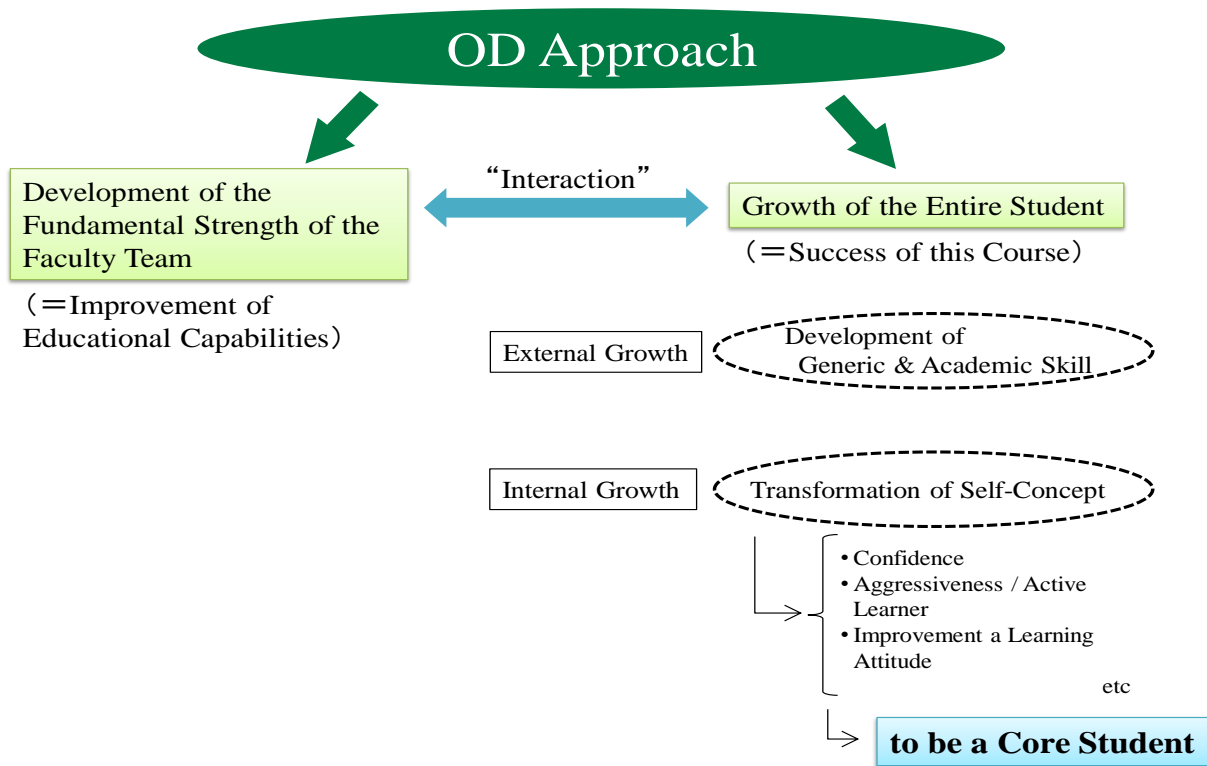 OD Approach
“Interaction”
Development of the
Fundamental Strength of the
Faculty Team
（＝Improvement of
Educational Capabilities）
Growth of the Entire Student
（＝Success of this Course）
External Growth
Development of
Generic & Academic Skill
Internal Growth
Transformation of Self-Concept
・Confidence
・Aggressiveness / Active
Learner
・Improvement a Learning
Attitude
etc
to be a Core Student